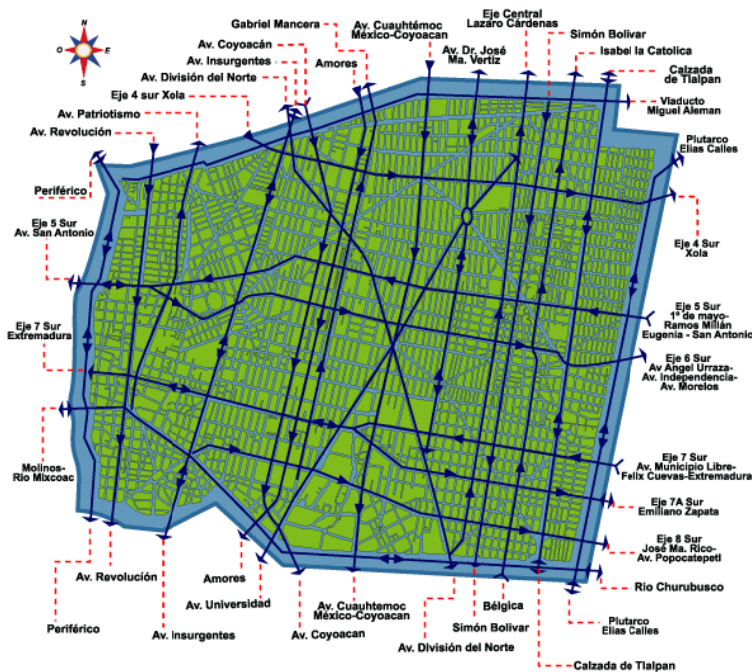 N
O
E
S
Gabriel Mancera
Av. Coyoacán
Av. Insurgentes
Av. División del Norte
Eje 4 sur Xola
Av. Patriotismo
Av. Revolución
Periférico
Amores
Av. Cuauhtémoc
México-Coyoacan
Av. Dr. José
Ma. Vertiz
Eje Central
Lazaro Cárdenas
Simón Bolivar
Isabel la Catolica
Calzada
de Tlalpan
Viaducto
Miguel Aleman
Plutarco
Elias Calles
Eje 4 Sur
Xola
Eje 5 Sur
Av. San Antonio
Eje 5 Sur
1º de mayo-
Ramos Millán
Eugenia - San Antonio
Eje 7 Sur
Extremadura
Eje 6 Sur
Av Angel Urraza-
Av. Independencia-
Av. Morelos
Molinos-
Río Mixcoac
Eje 7 Sur
Av. Municipio Libre-
Felix Cuevas-Extremadura
Eje 7A Sur
Emiliano Zapata
Eje 8 Sur
José Ma. Rico-
Av. Popocatepetl
Rio Churubusco
Plutarco
Elias Calles
Calzada de Tlalpan
Bélgica
Simón Bolivar
Av. División del Norte
Av. Cuauhtemoc
México-Coyoacan
Av. Coyoacan
Av. Universidad
Amores
Av. Insurgentes
Av. Revolución
Periférico